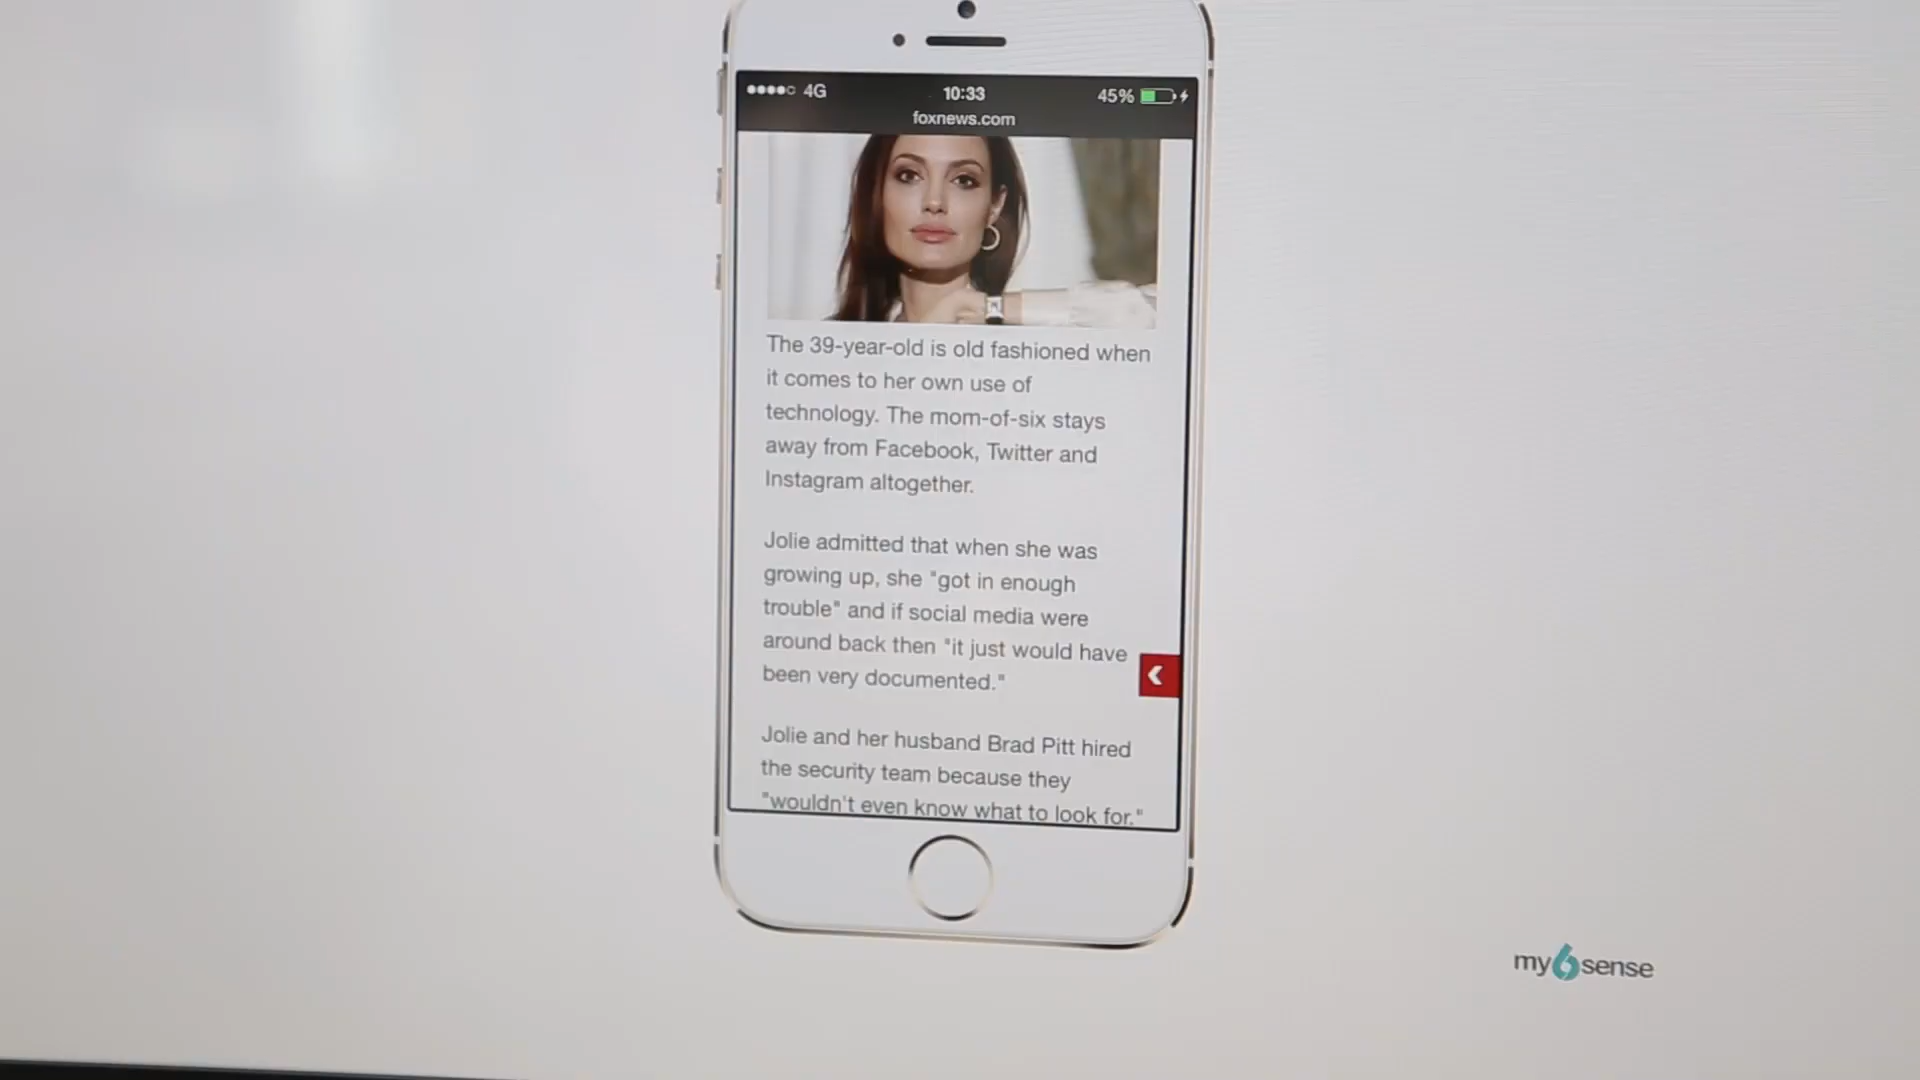 4G 10:33 45%
foxnews.com
The 39-year-old is old fashioned when
it comes to her own use of
technology. The mom-of-six stays
away from Facebook, Twitter and
Instagram altogether.
Jolie admitted that when she was
growing up, she "got in enough
trouble" and if social media were
around back then "it just would have
been very documented."
Jolie and her husband Brad Pitt hired
the security team because they
"wouldn't even know what to look for."
my6sense